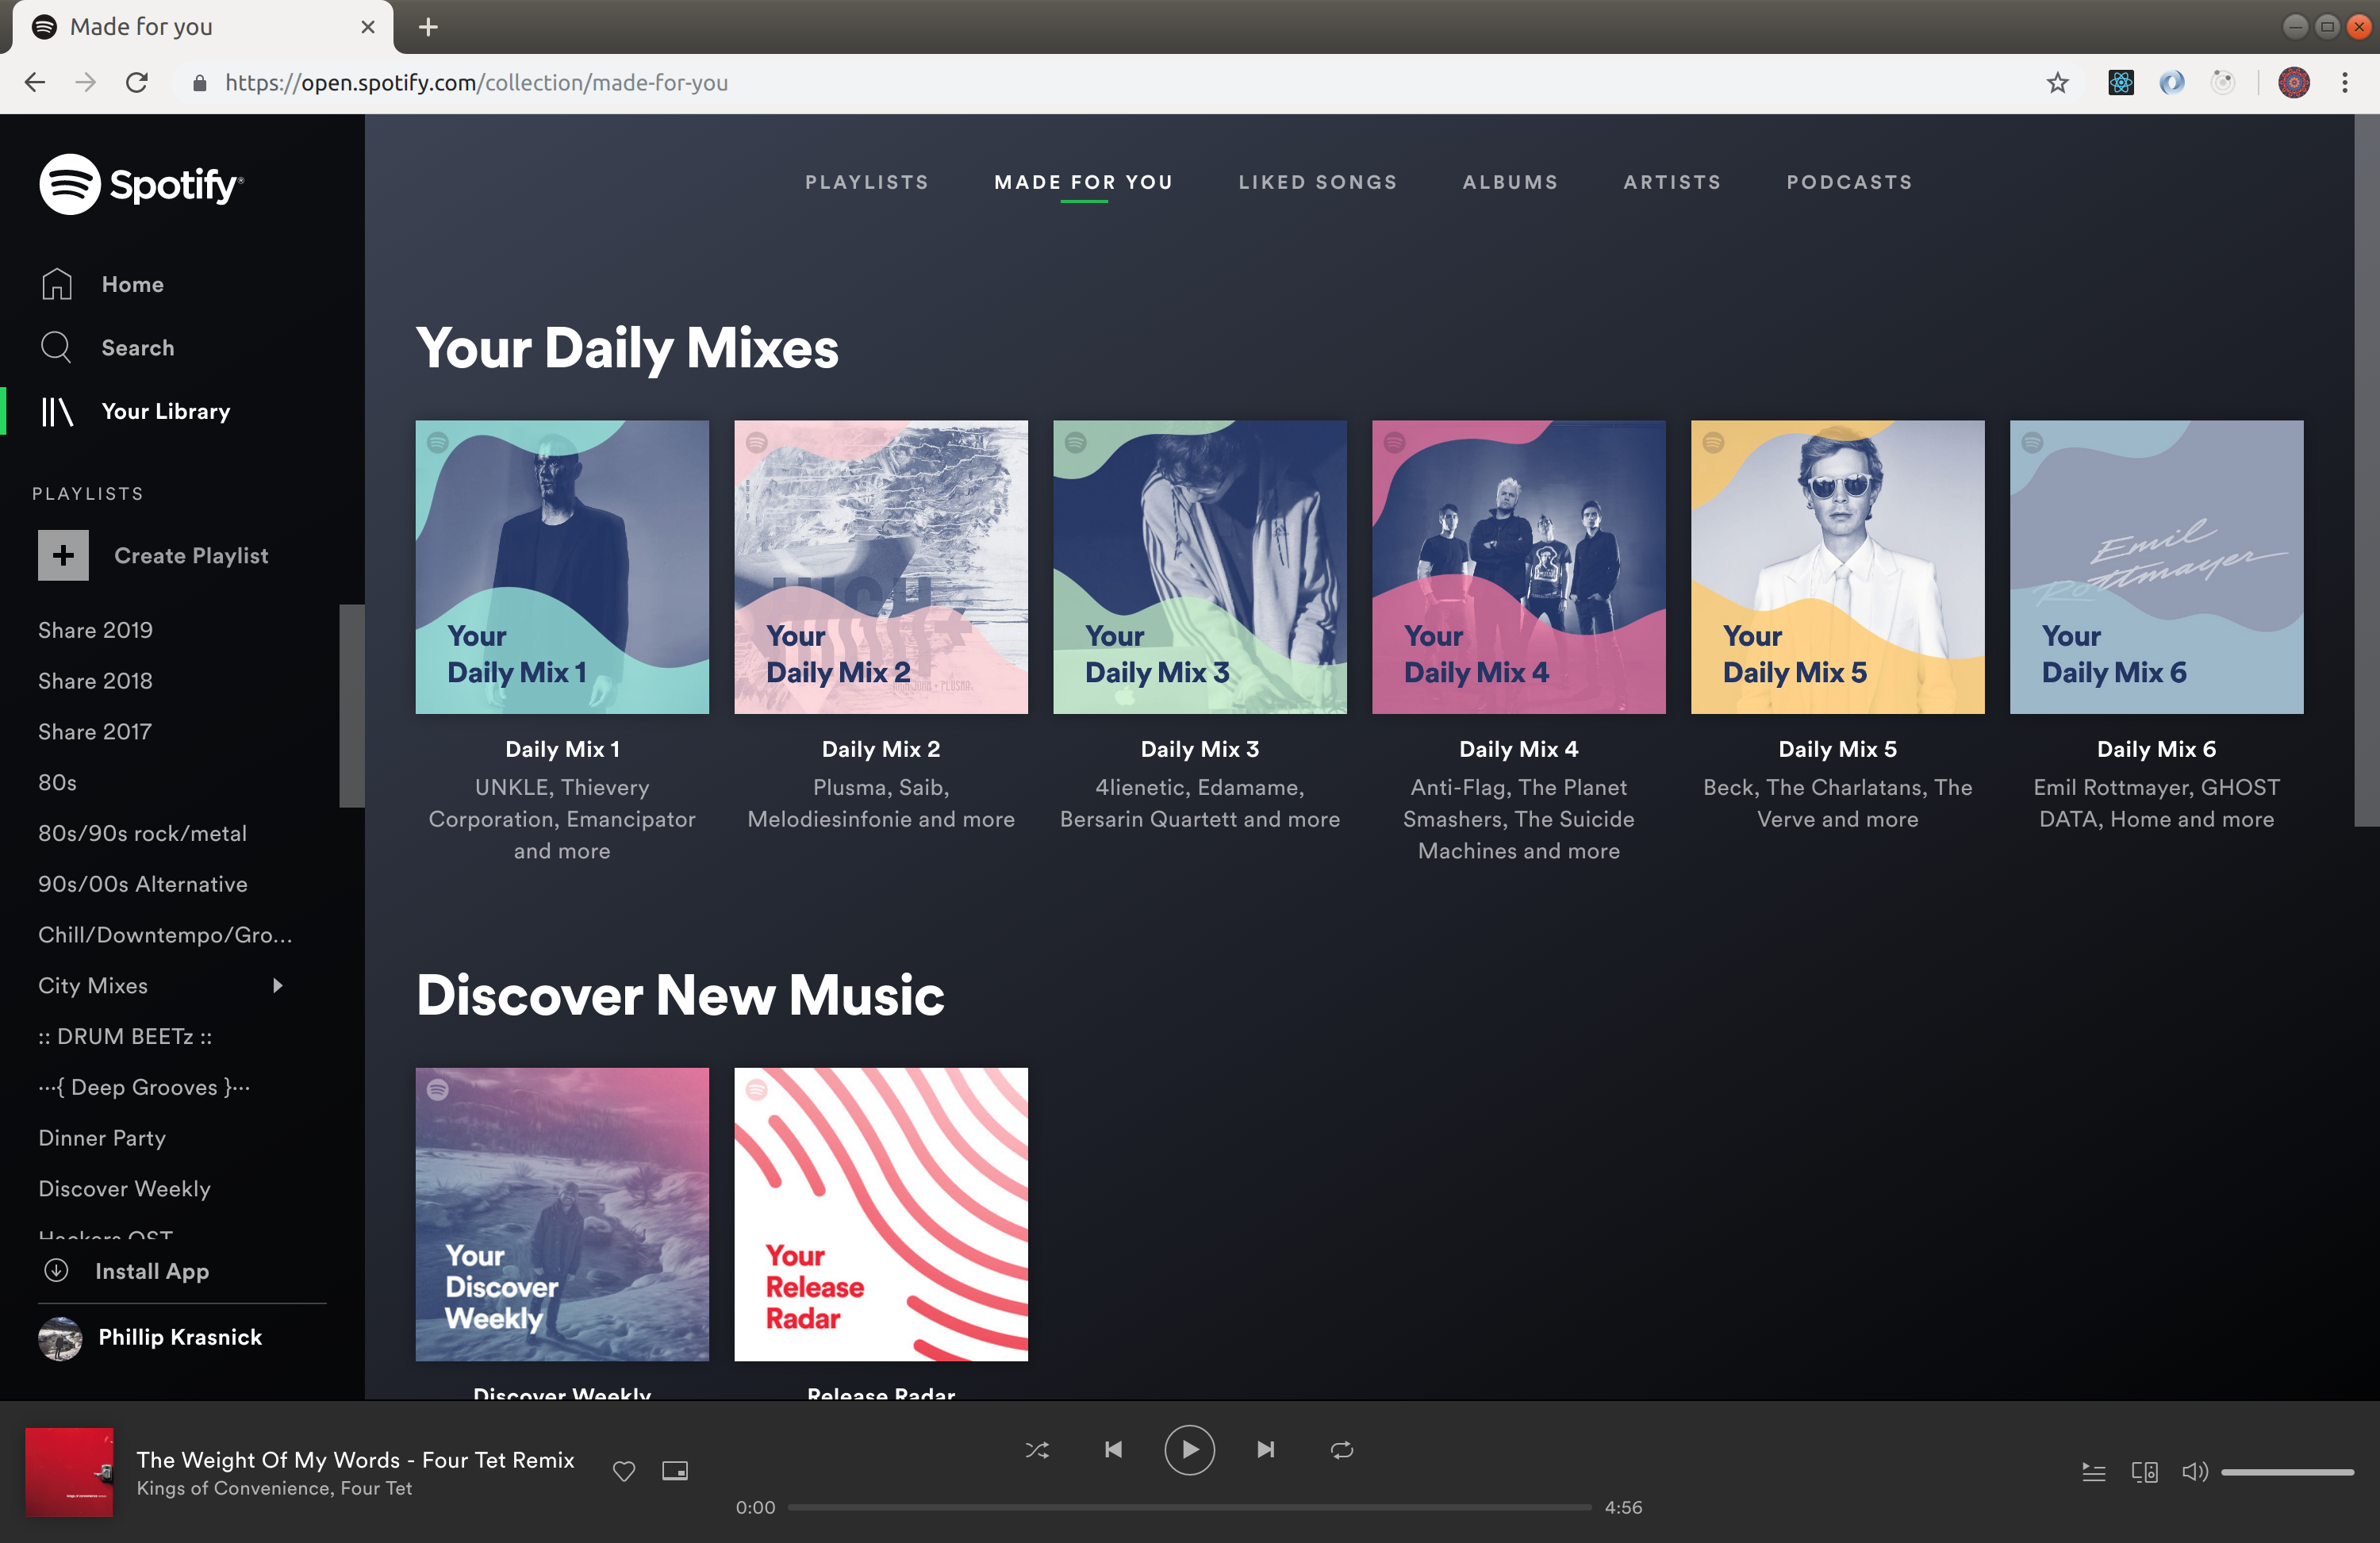 Made for you
https://open.spotify.com/collection/made-for-you
Spotify
Home
Search
Your Library
PLAYLISTS
Create Playlist
Share 2019
Share 2018
Share 2017
80s
80s/90s rock/metal
90s/00s Alternative
Chill/Downtempo/Gro...
City Mixes
:: DRUM BEETz ::
···{ Deep Grooves }···
Dinner Party
Discover Weekly
Hackers OST
Install App
Phillip Krasnick
PLAYLISTS MADE FOR YOU LIKED SONGS ALBUMS ARTISTS PODCASTS
Your Daily Mixes
Your
Daily Mix 1
Daily Mix 1
UNKLE, Thievery
Corporation, Emancipator
and more
Your
Daily Mix 2
Daily Mix 2
Plusma, Saib,
Melodiesinfonie and more
Your
Daily Mix 3
Daily Mix 3
4lienetic, Edamame,
Bersarin Quartett and more
Your
Daily Mix 4
Daily Mix 4
Anti-Flag, The Planet
Smashers, The Suicide
Machines and more
Your
Daily Mix 5
Daily Mix 5
Beck, The Charlatans, The
Verve and more
Emil
Rottmayer
Your
Daily Mix 6
Daily Mix 6
Emil Rottmayer, GHOST
DATA, Home and more
Discover New Music
Your
Discover
Weekly
Discover Weekly
Your
Release
Radar
Release Radar
The Weight Of My Words - Four Tet Remix
Kings of Convenience, Four Tet
0:00
4:56